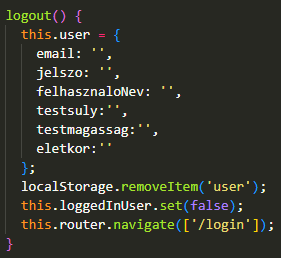 logout() {
this.user = {
email: '',
jelszo: '',
felhasznaloNev: '',
testsuly:'',
testmagassag:'',
eletkor:''
};
localStorage.removeItem('user');
this.loggedInUser.set(false);
this.router.navigate(['/login']);
}